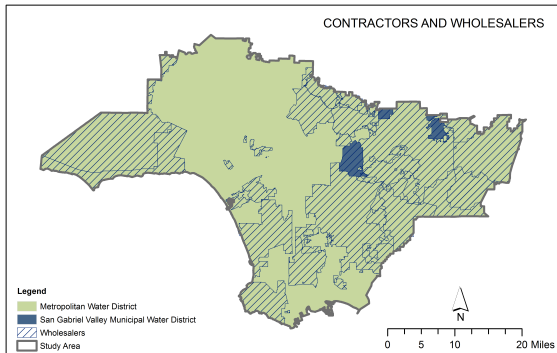 CONTRACTORS AND WHOLESALERS
Legend
Metropolitan Water District
San Gabriel Valley Municipal Water District
Wholesalers
Study Area
N
0 5 10 20 Miles